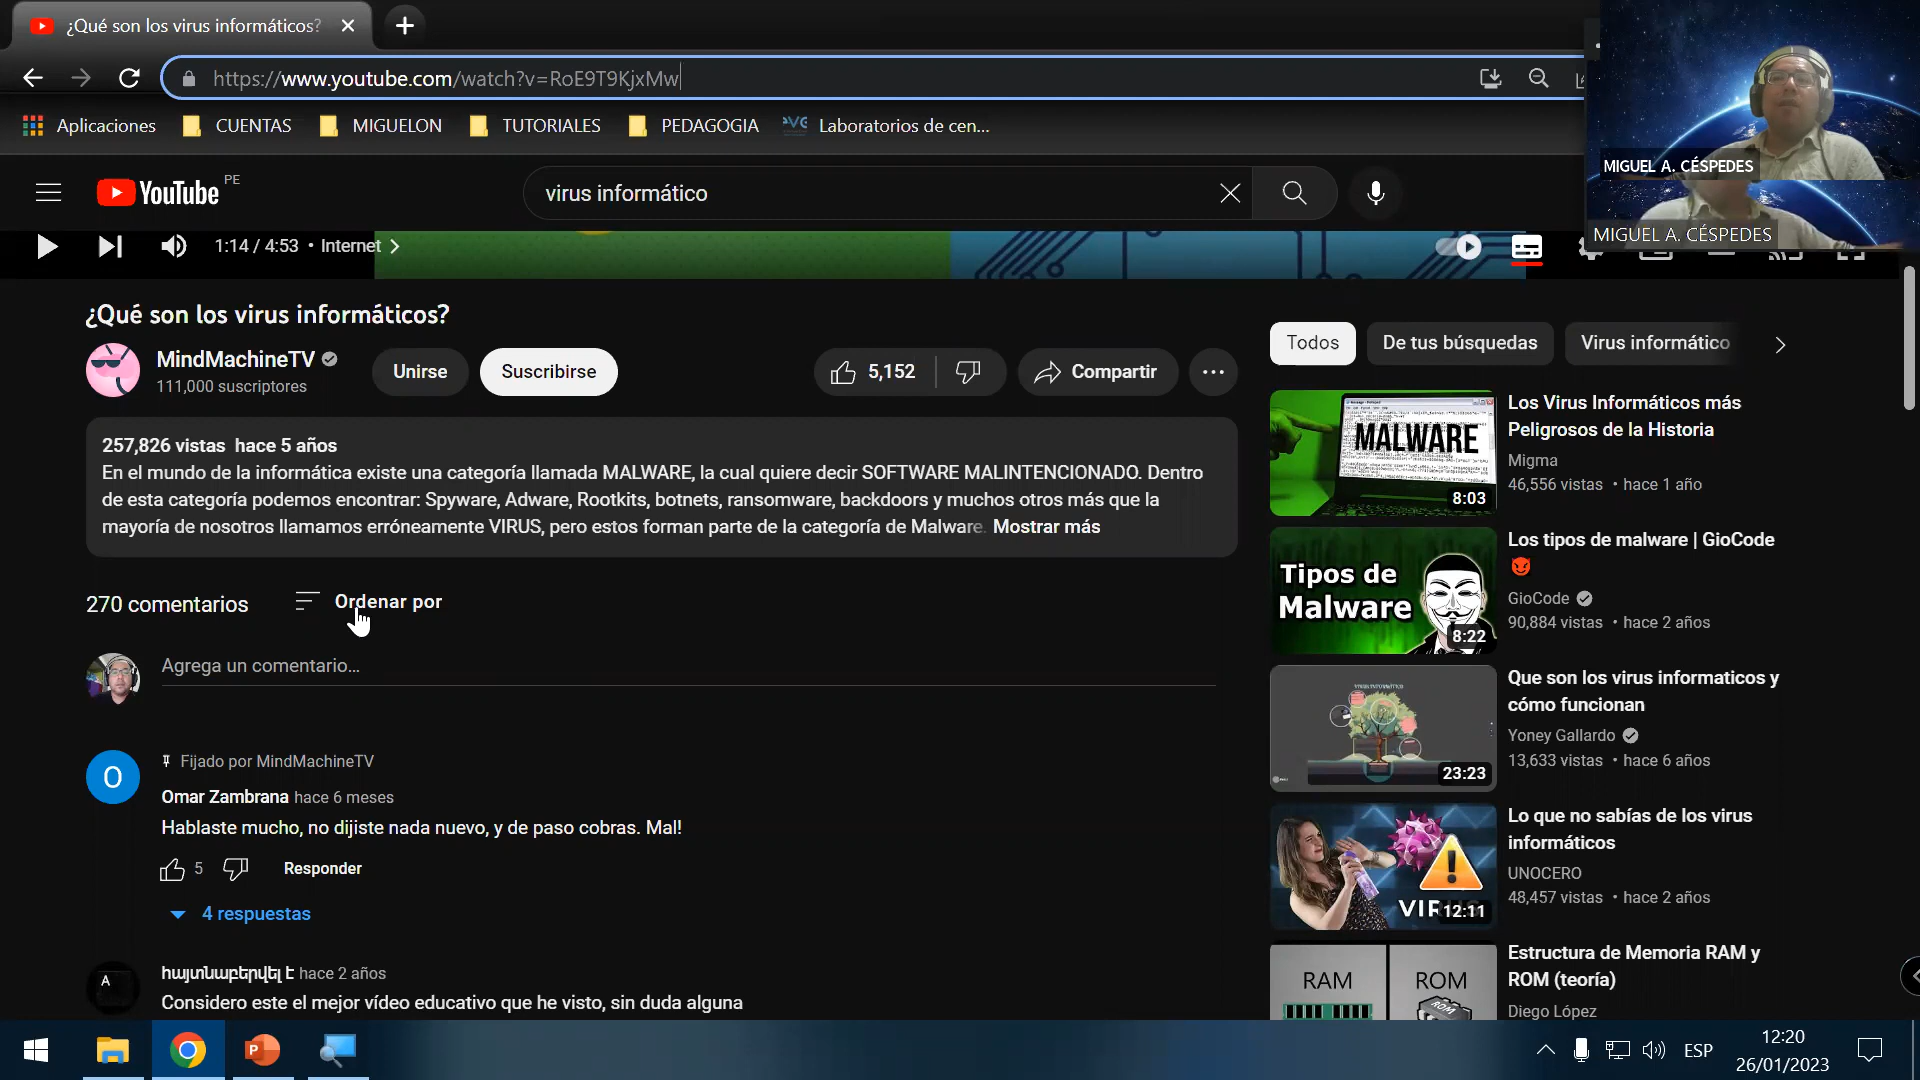 ¿Qué son los virus informáticos?
https://www.youtube.com/watch?v=RoE9T9KjxMw
Aplicaciones
CUENTAS
MIGUELON
TUTORIALES
PEDAGOGIA
Laboratorios de cen...
MIGUEL A. CÉSPEDES
MIGUEL A. CÉSPEDES
YouTube PE
virus informático
1:14 / 4:53 • Internet
¿Qué son los virus informáticos?
MindMachineTV
111,000 suscriptores
Unirse
Suscribirse
5,152
Compartir
257,826 vistas hace 5 años
En el mundo de la informática existe una categoría llamada MALWARE, la cual quiere decir SOFTWARE MALINTENCIONADO. Dentro
de esta categoría podemos encontrar: Spyware, Adware, Rootkits, botnets, ransomware, backdoors y muchos otros más que la
mayoría de nosotros llamamos erróneamente VIRUS, pero estos forman parte de la categoría de Malware. Mostrar más
270 comentarios
Ordenar por
Agrega un comentario...
O
Fijado por MindMachineTV
Omar Zambrana hace 6 meses
Hablaste mucho, no dijiste nada nuevo, y de paso cobras. Mal!
5
Responder
4 respuestas
A
հայտնաբերվել է hace 2 años
Considero este el mejor vídeo educativo que he visto, sin duda alguna
Todos
De tus búsquedas
Virus informático
MALWARE
8:03
Los Virus Informáticos más
Peligrosos de la Historia
Migma
46,556 vistas • hace 1 año
Tipos de
Malware
8:22
Los tipos de malware | GioCode
😈
GioCode
90,884 vistas • hace 2 años
23:23
Que son los virus informaticos y
cómo funcionan
Yoney Gallardo
13,633 vistas • hace 6 años
12:11
Lo que no sabías de los virus
informáticos
UNOCERO
48,457 vistas • hace 2 años
RAM
ROM
Estructura de Memoria RAM y
ROM (teoría)
Diego López
ESP
12:20
26/01/2023